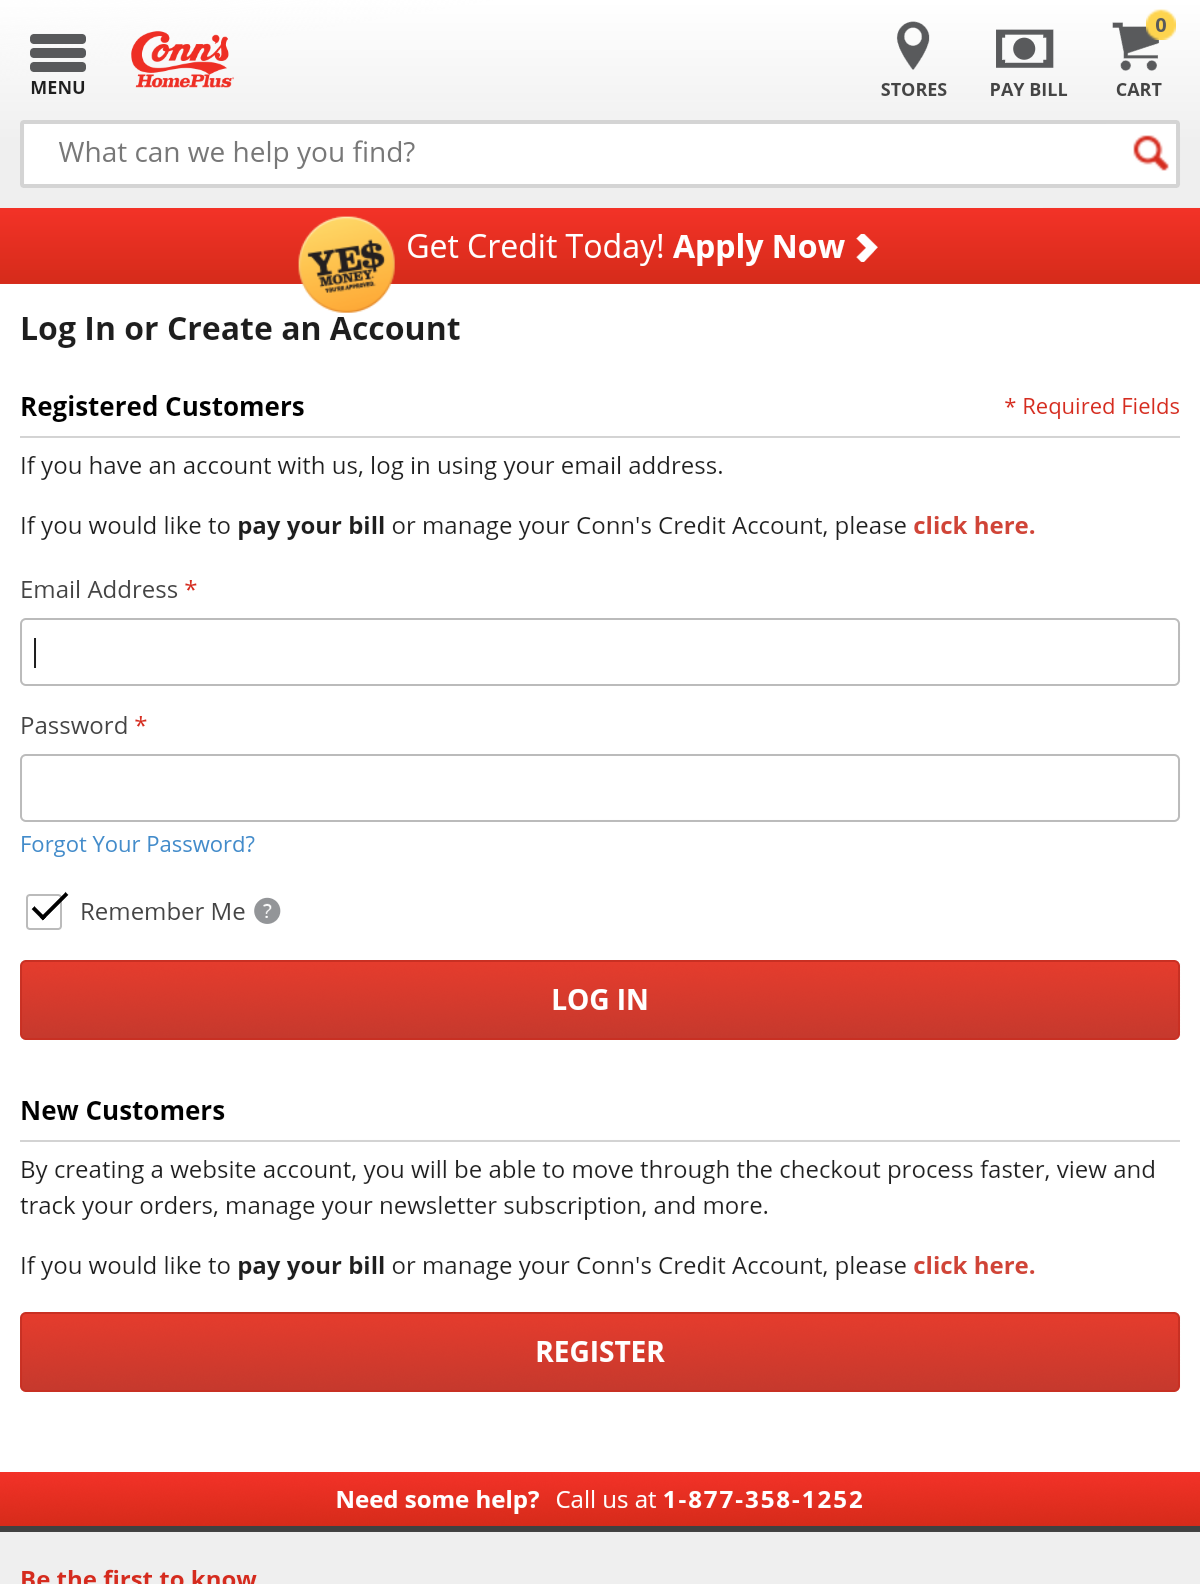 MENU
Conn's
HomePlus
STORES
PAY BILL
0
CART
What can we help you find?
YE$
MONEY
YOU'RE APPROVED.
Get Credit Today! Apply Now
Log In or Create an Account
Registered Customers
* Required Fields
If you have an account with us, log in using your email address.
If you would like to pay your bill or manage your Conn's Credit Account, please click here.
Email Address *
Password *
Forgot Your Password?
Remember Me ?
LOG IN
New Customers
By creating a website account, you will be able to move through the checkout process faster, view and
track your orders, manage your newsletter subscription, and more.
If you would like to pay your bill or manage your Conn's Credit Account, please click here.
REGISTER
Need some help? Call us at 1-877-358-1252
Be the first to know